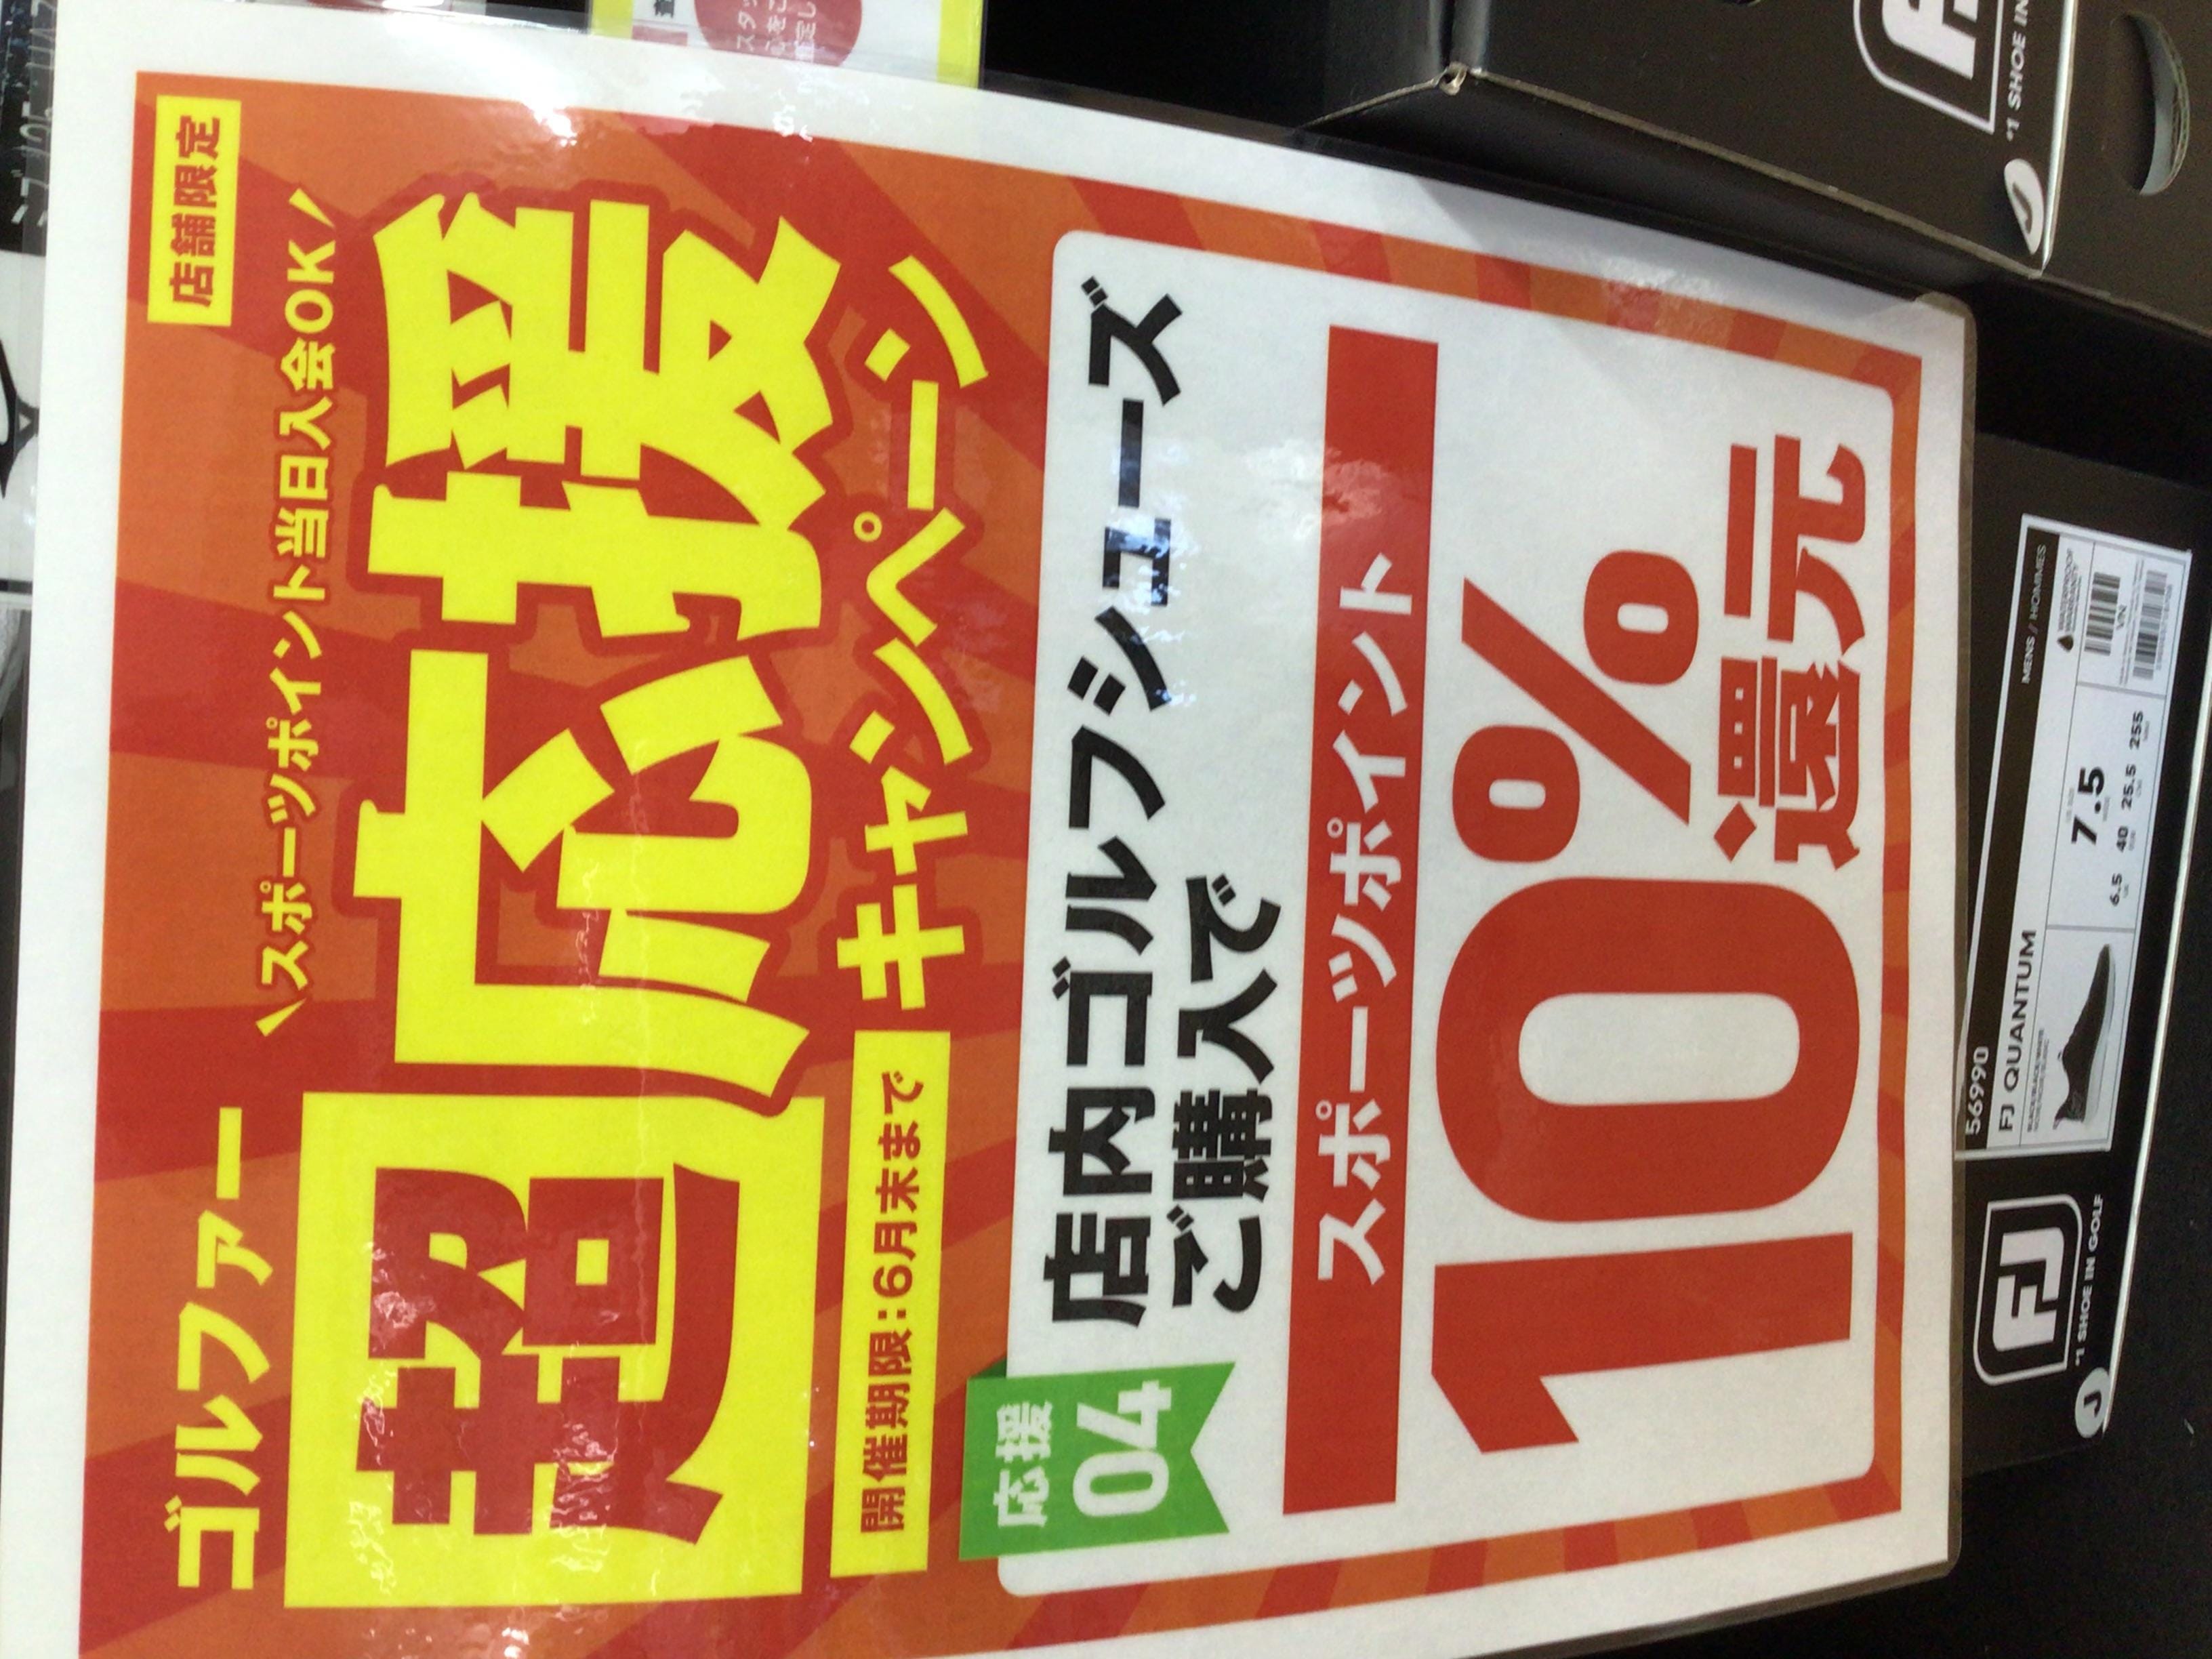 店舗限定
ゴルファー
\スポーツポイント当日入会OK/
超応援
開催期限:6月末まで
キャンペーン
応援
04
店内ゴルフシューズ
ご購入で
スポーツポイント
10%
還元
56990
MENS / HOMMES
FJ QUANTUM
7.5
6.5 40 25.5 255
VN
FJ
#1 SHOE IN GOLF
#1 SHOE IN